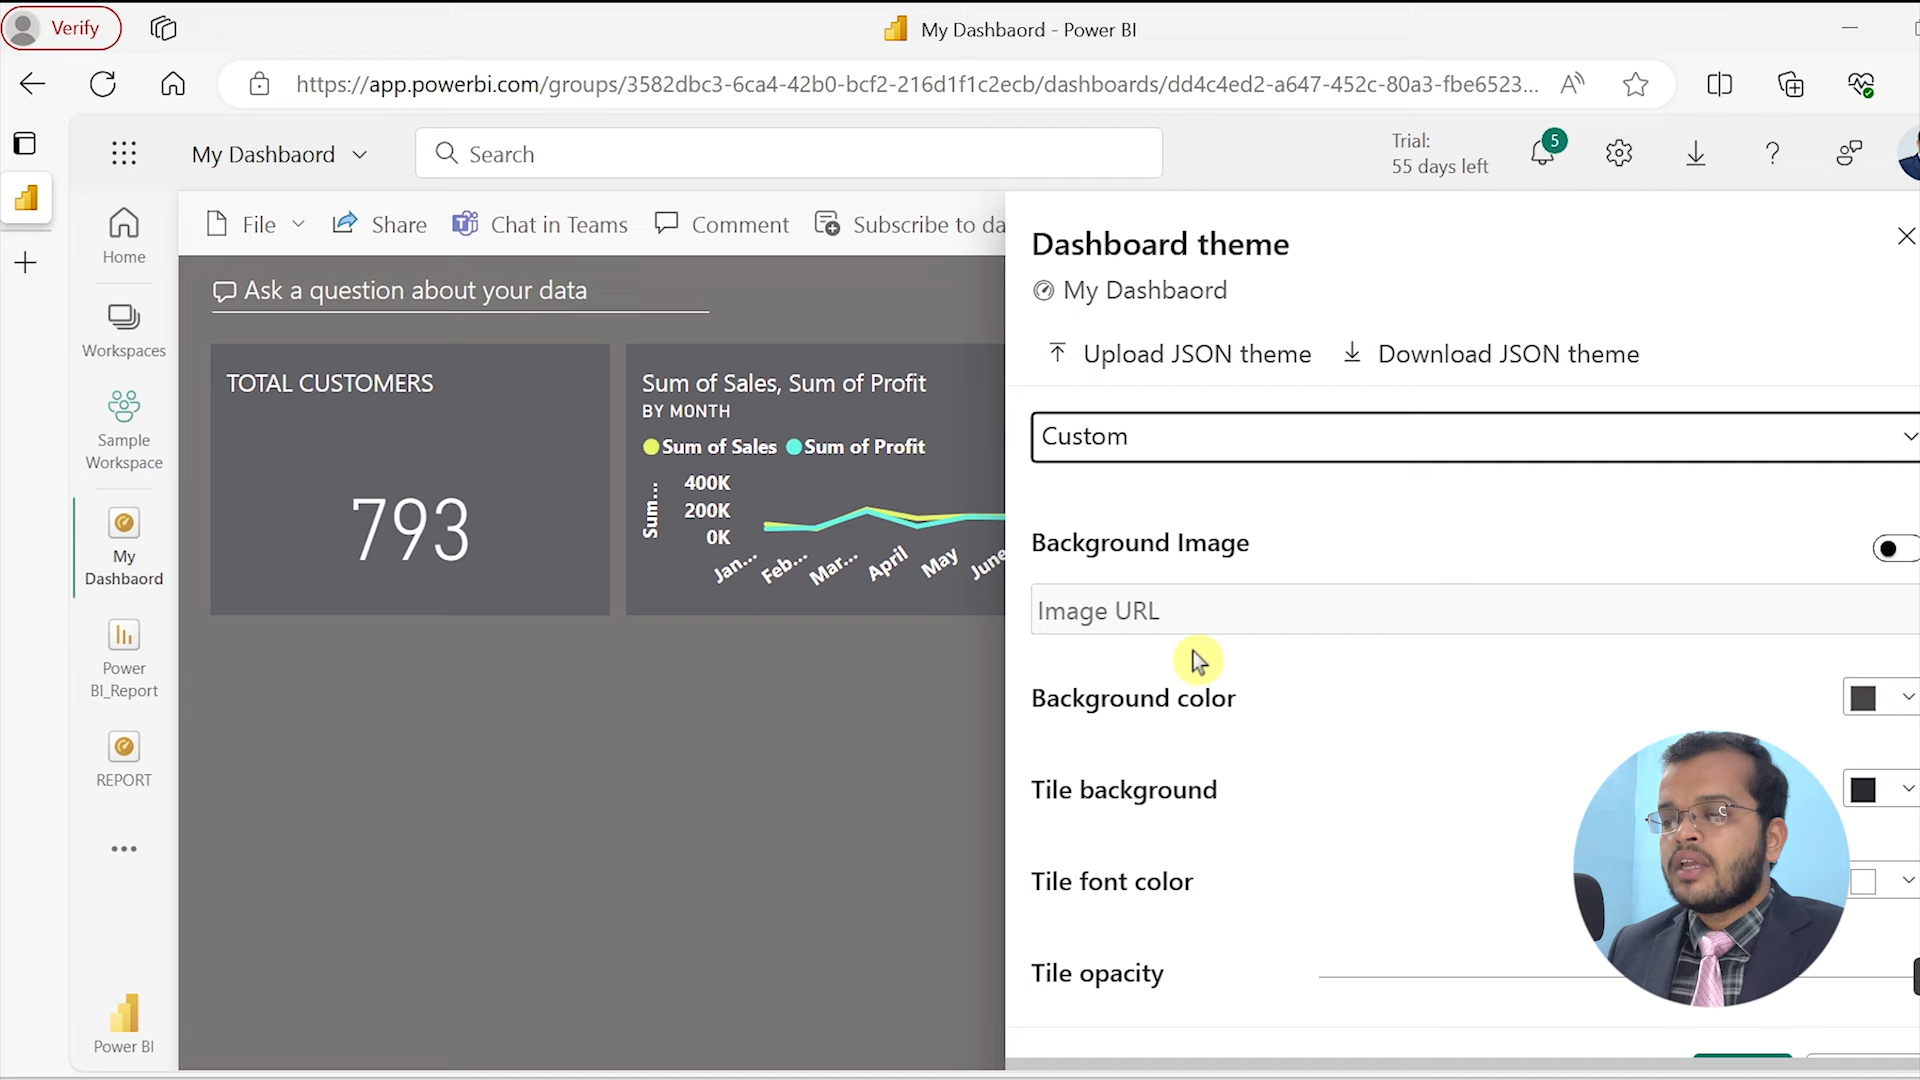 Verify
My Dashbaord - Power BI
https://app.powerbi.com/groups/3582dbc3-6ca4-42b0-bcf2-216d1f1c2ecb/dashboards/dd4c4ed2-a647-452c-80a3-fbe6523...
My Dashbaord
Search
Trial:
55 days left
5
Home
Workspaces
Sample
Workspace
My
Dashbaord
Power
BI_Report
REPORT
Power BI
File
Share
Chat in Teams
Comment
Subscribe to da
Ask a question about your data
TOTAL CUSTOMERS
793
Sum of Sales, Sum of Profit
BY MONTH
Sum of Sales
Sum of Profit
Sum...
400K
200K
0K
Jan...
Feb...
Mar...
April
May
June
Dashboard theme
My Dashbaord
Upload JSON theme
Download JSON theme
Custom
Background Image
Image URL
Background color
Tile background
Tile font color
Tile opacity